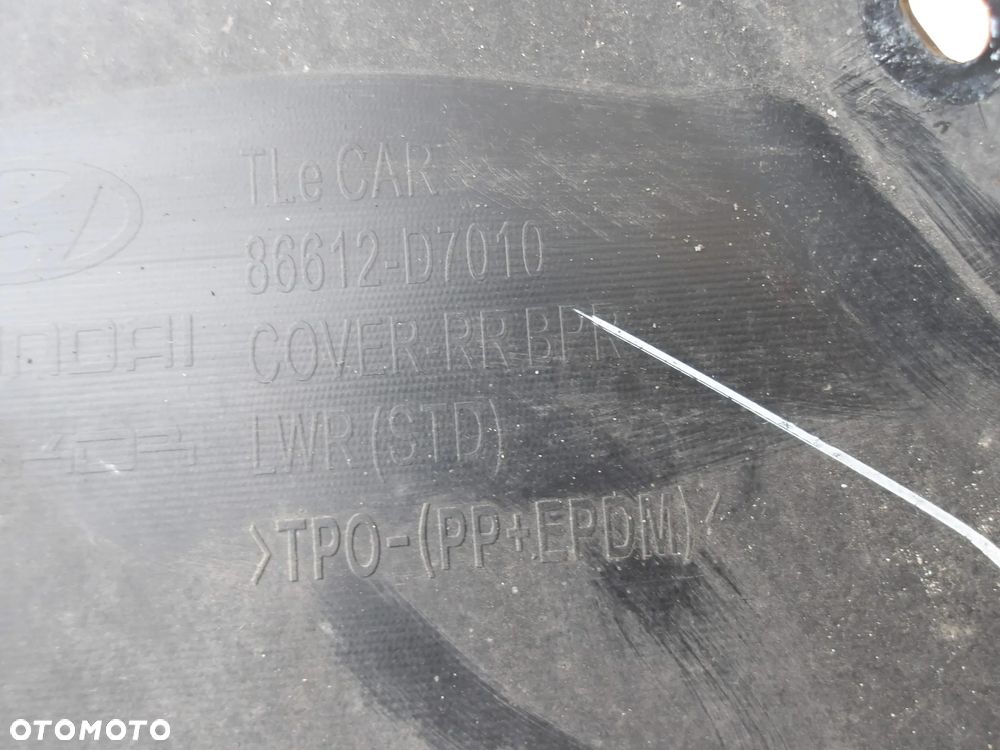 TLe CAR
86612-D7010
COVER-RR BPR
LWR(STD)
>TPO-(PP+EPDM)<
OTOMOTO